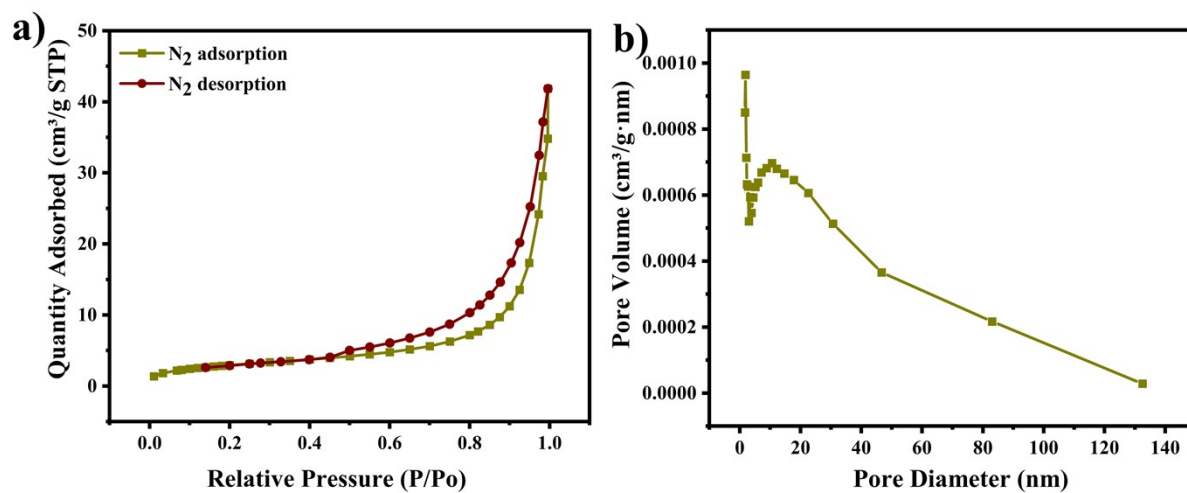 a)
N₂ adsorption
N₂ desorption
Quantity Adsorbed (cm³/g STP)
50
40
30
20
10
0
0.0 0.2 0.4 0.6 0.8 1.0
Relative Pressure (P/Po)
b)
Pore Volume (cm³/g·nm)
0.0010
0.0008
0.0006
0.0004
0.0002
0.0000
0 20 40 60 80 100 120 140
Pore Diameter (nm)